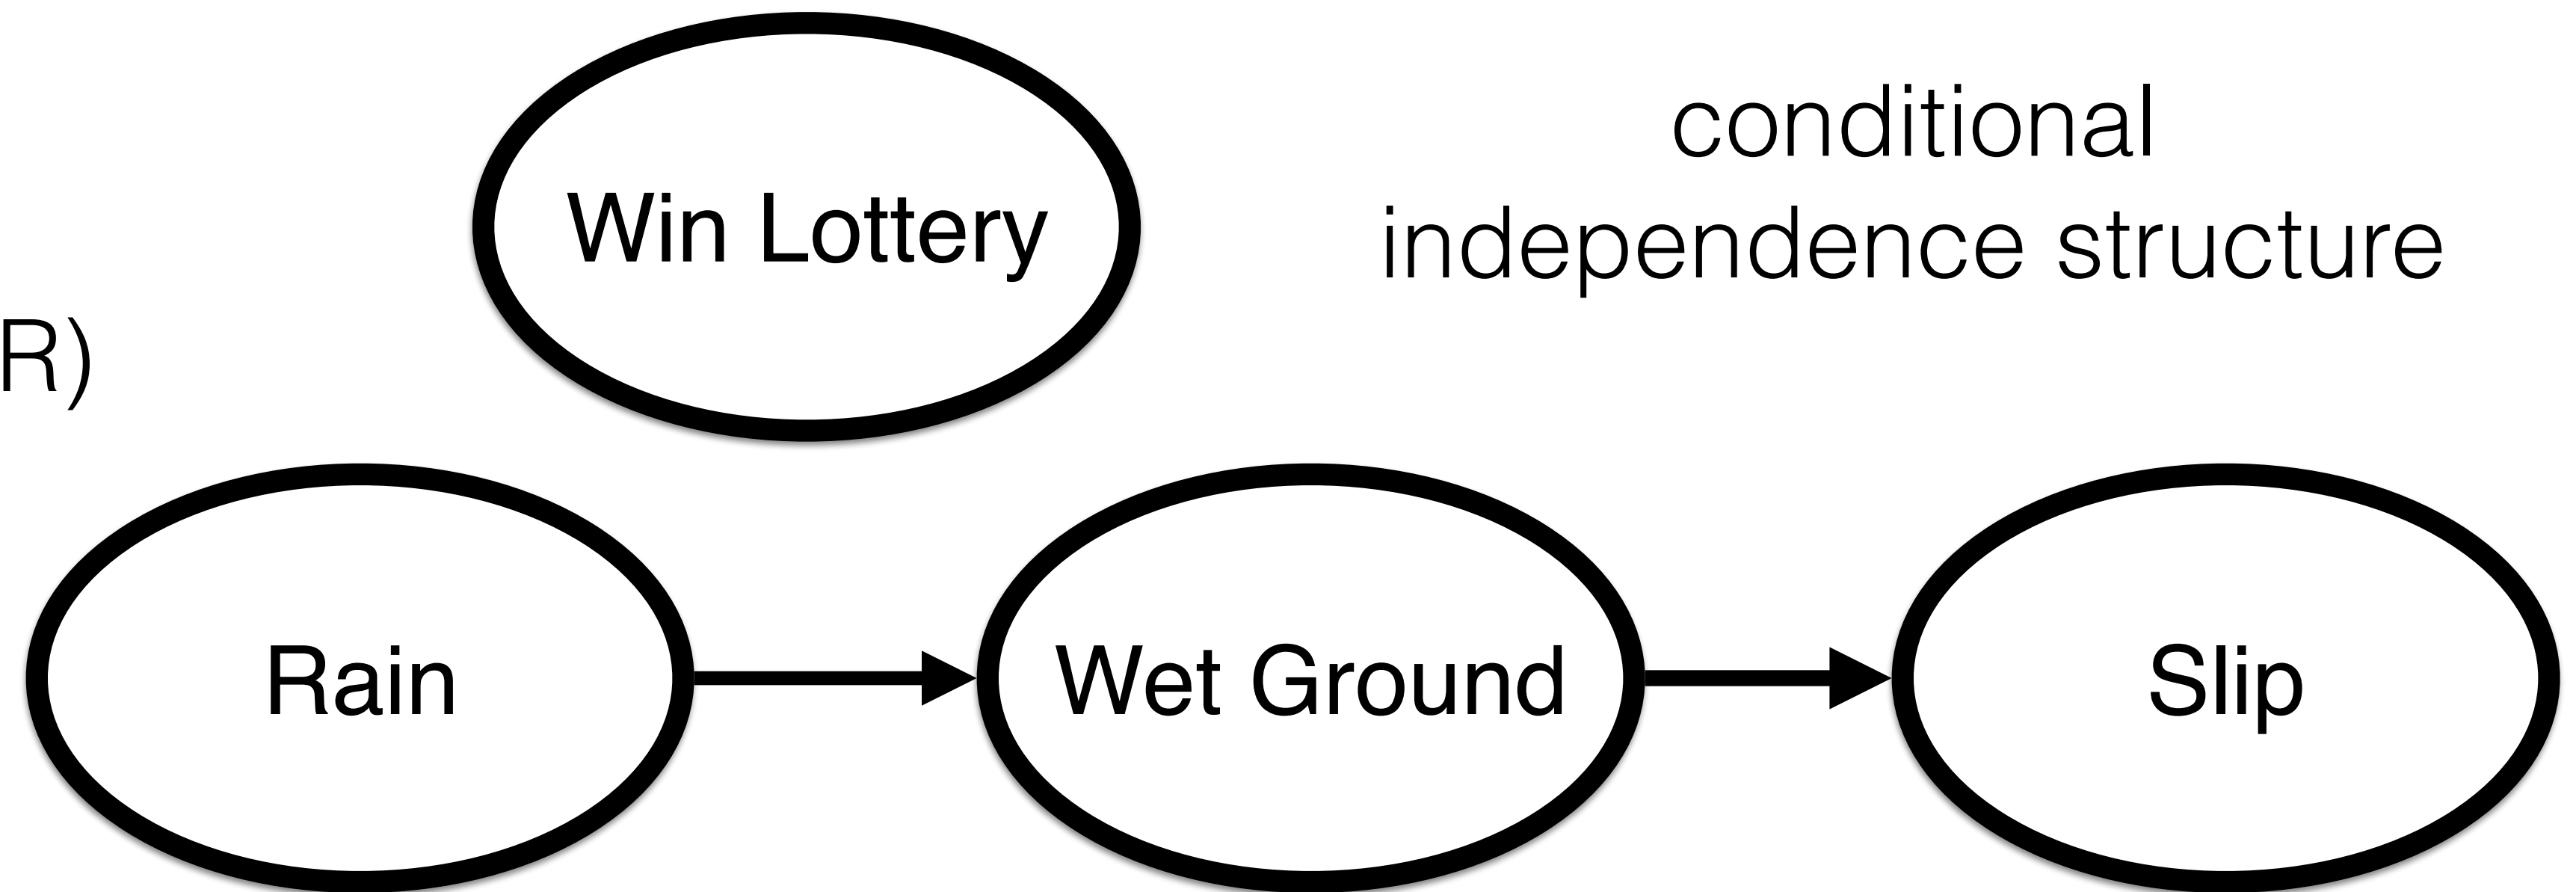 Win Lottery
conditional
independence structure
R)
Rain
Wet Ground
Slip